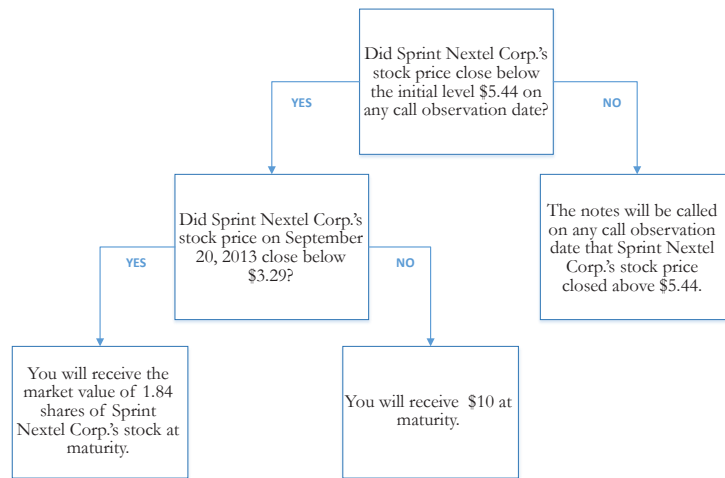 Did Sprint Nextel Corp.'s
stock price close below
the initial level $5.44 on
any call observation date?
YES
NO
Did Sprint Nextel Corp.'s
stock price on September
20, 2013 close below
$3.29?
The notes will be called
on any call observation
date that Sprint Nextel
Corp.'s stock price
closed above $5.44.
YES
NO
You will receive the
market value of 1.84
shares of Sprint
Nextel Corp.'s stock at
maturity.
You will receive $10 at
maturity.